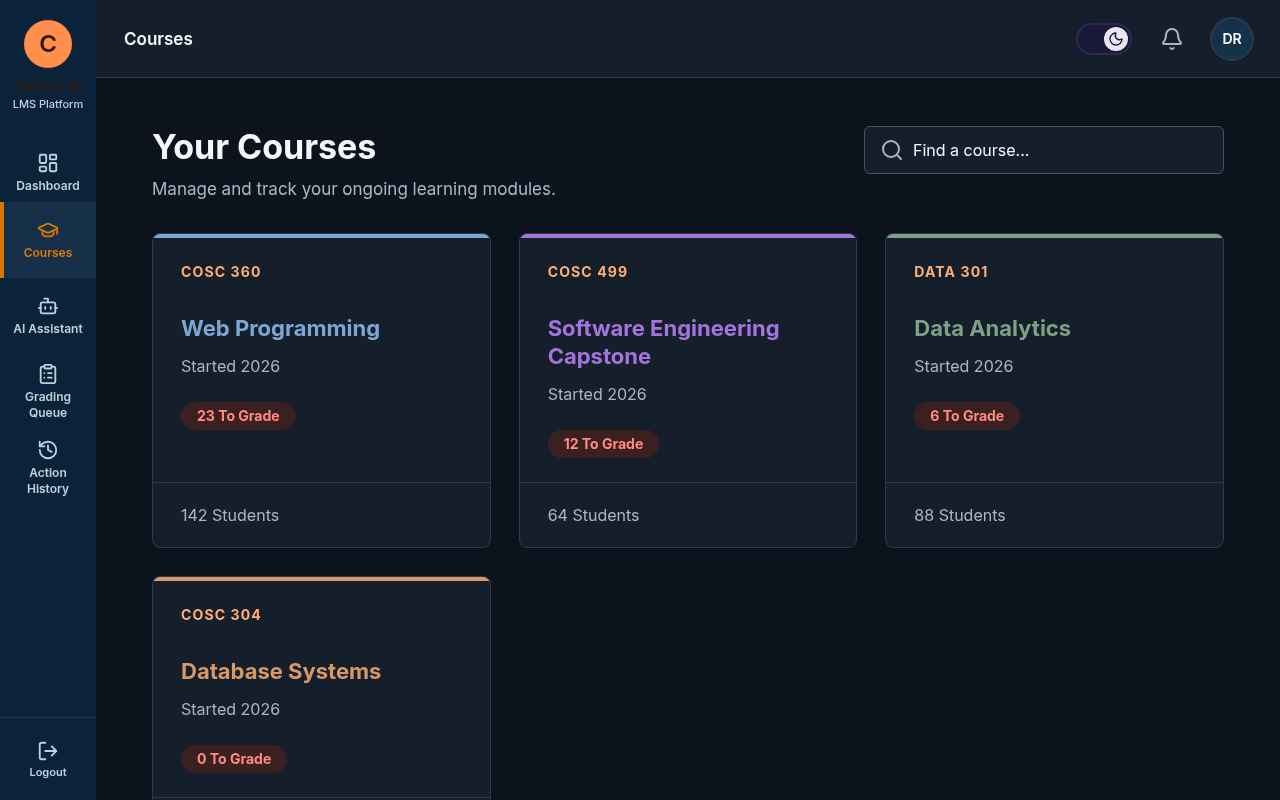 C
Canvas AI
LMS Platform
Dashboard
Courses
AI Assistant
Grading
Queue
Action
History
Logout
Courses
DR
Your Courses
Manage and track your ongoing learning modules.
Find a course...
COSC 360
Web Programming
Started 2026
23 To Grade
142 Students
COSC 499
Software Engineering
Capstone
Started 2026
12 To Grade
64 Students
DATA 301
Data Analytics
Started 2026
6 To Grade
88 Students
COSC 304
Database Systems
Started 2026
0 To Grade